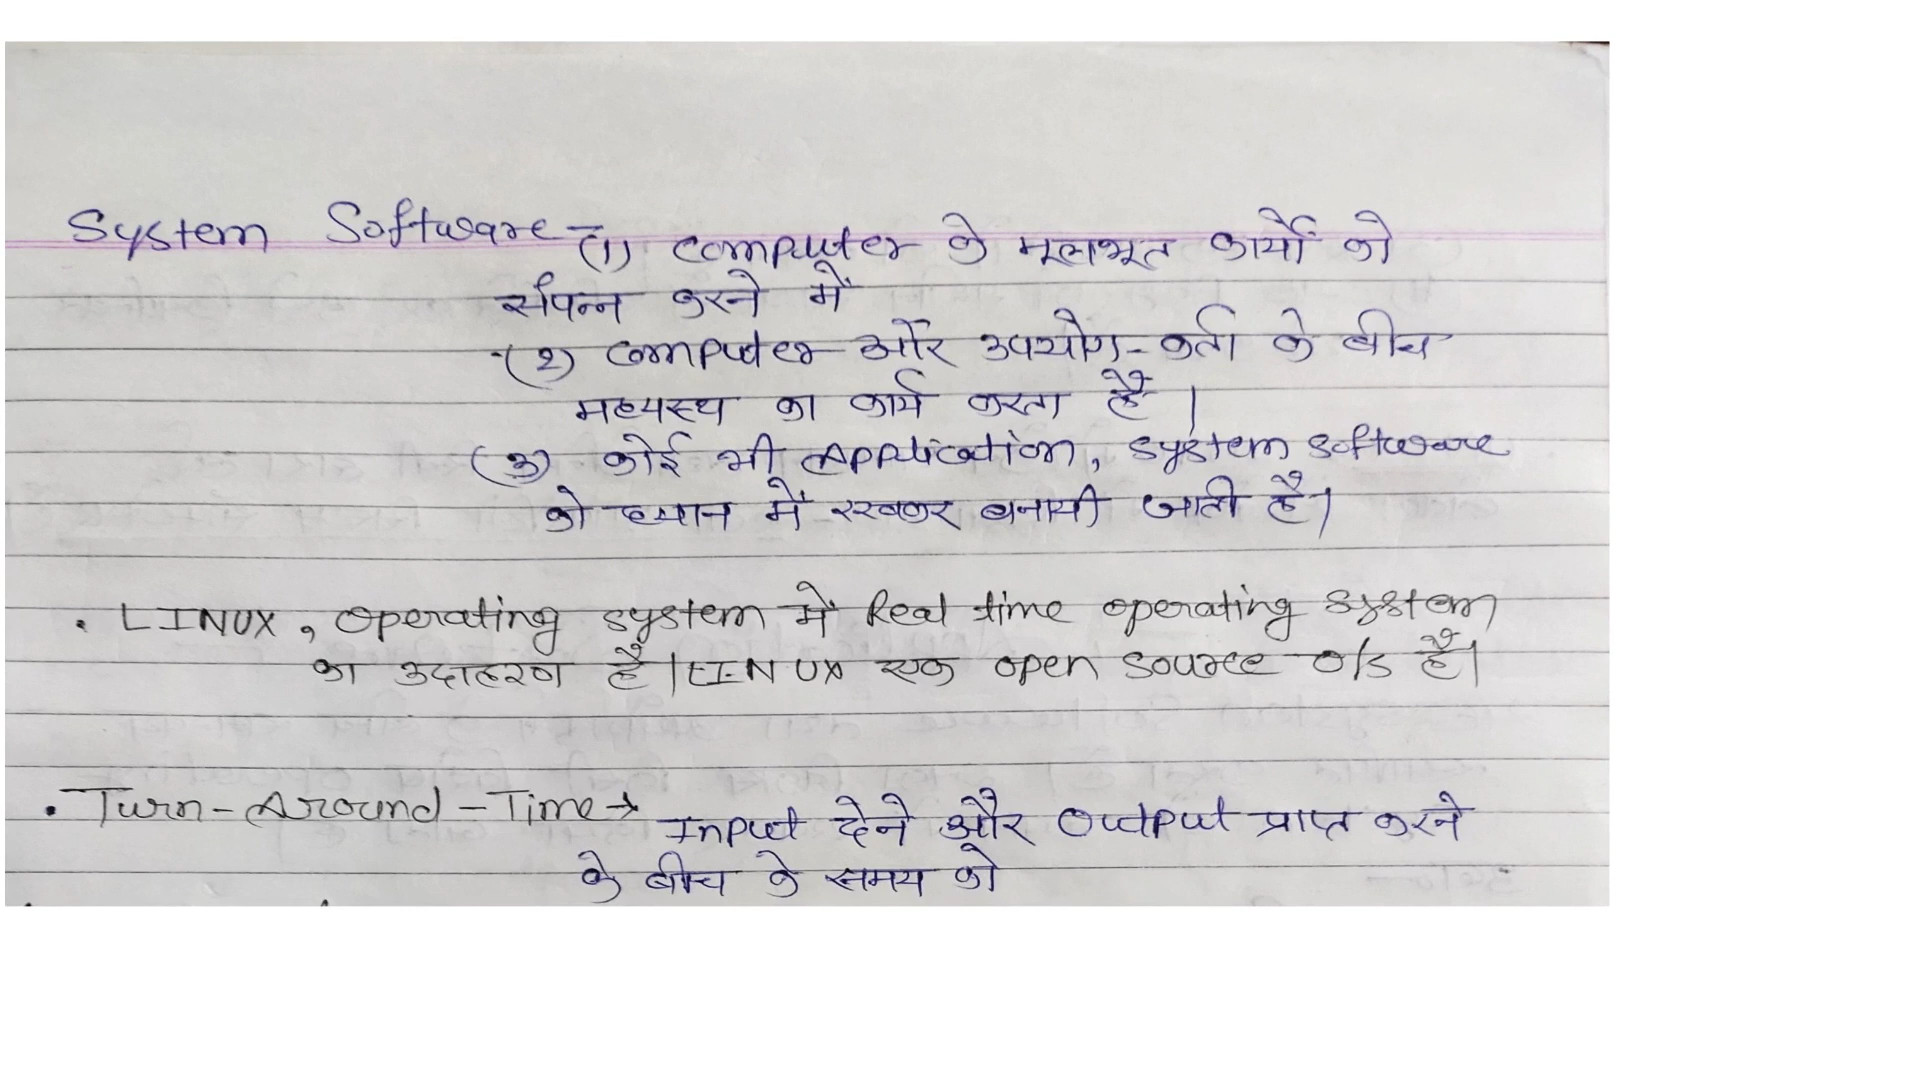 System Software - (1) Computer के मूलभूत कार्यों को
संपन्न करने में
(2) Computer और उपयोग-कर्ता के बीच
मध्यस्थ का कार्य करता है।
(3) कोई भी Application, system software
को ध्यान में रखकर बनायी जाती है।
• LINUX, operating system में Real time operating system
का उदाहरण है। LINUX एक open source o/s है।
• Turn-Around-Time → Input देने और Output प्राप्त करने
के बीच के समय को